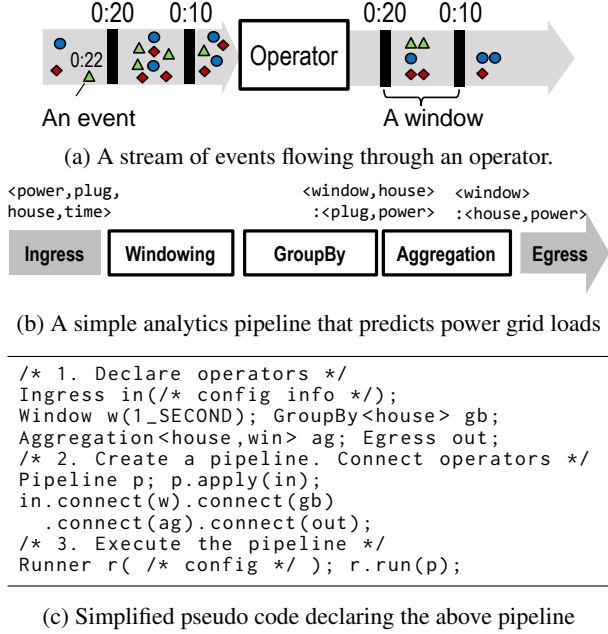 0:20 0:10 0:20 0:10
0:22
Operator
An event
A window
(a) A stream of events flowing through an operator.
<power,plug, <window,house> <window>
house,time> :<plug,power> :<house,power>
Ingress Windowing GroupBy Aggregation Egress
(b) A simple analytics pipeline that predicts power grid loads
/* 1. Declare operators */
Ingress in(/* config info */);
Window w(1_SECOND); GroupBy<house> gb;
Aggregation<house,win> ag; Egress out;
/* 2. Create a pipeline. Connect operators */
Pipeline p; p.apply(in);
in.connect(w).connect(gb)
  .connect(ag).connect(out);
/* 3. Execute the pipeline */
Runner r( /* config */ ); r.run(p);
(c) Simplified pseudo code declaring the above pipeline